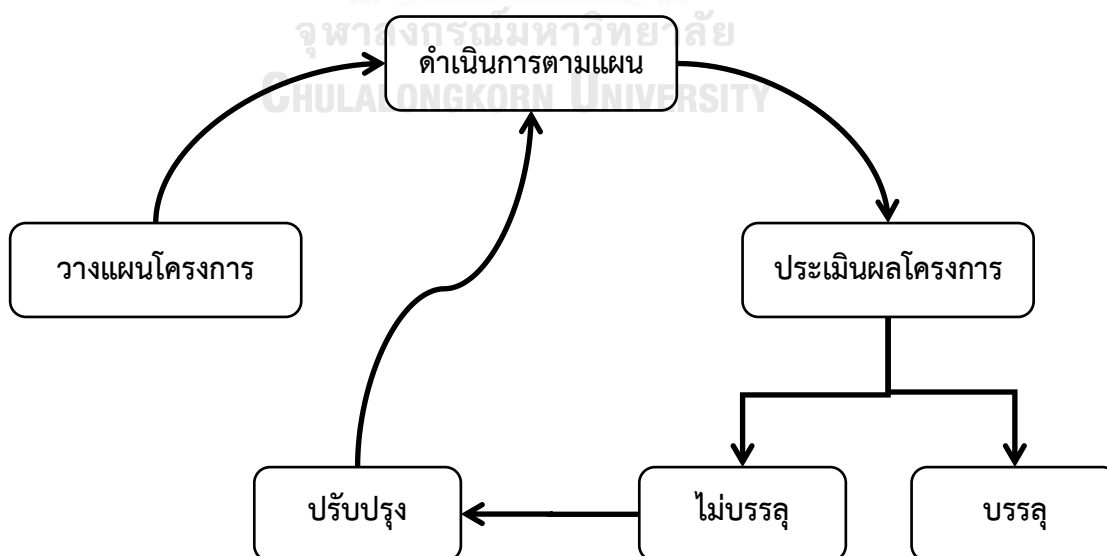 จุฬาลงกรณ์มหาวิทยาลัย
CHULALONGKORN UNIVERSITY
ดำเนินการตามแผน
วางแผนโครงการ
ประเมินผลโครงการ
ปรับปรุง
ไม่บรรลุ
บรรลุ